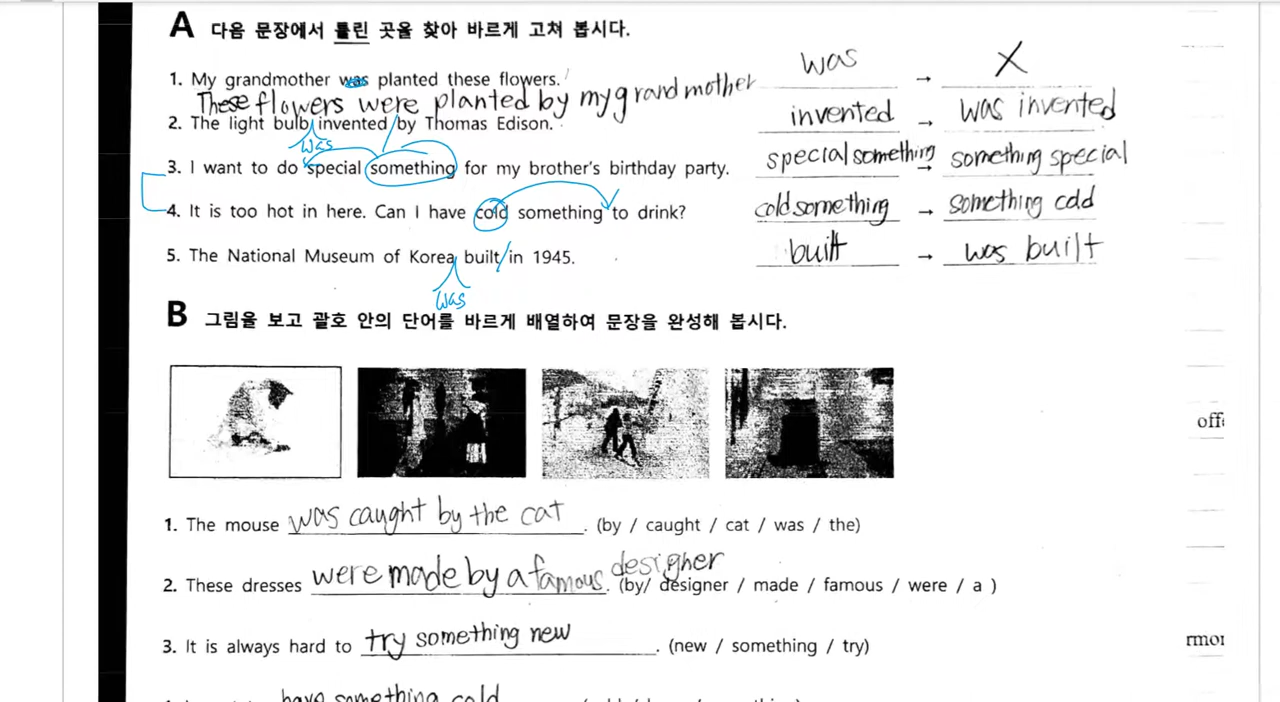 A 다음 문장에서 틀린 곳을 찾아 바르게 고쳐 봅시다.
1. My grandmother was planted these flowers. was → X
These flowers were planted by my grandmother
2. The light bulb invented by Thomas Edison. invented → was invented
was
3. I want to do special something for my brother's birthday party. special something → something special
4. It is too hot in here. Can I have cold something to drink? cold something → something cold
5. The National Museum of Korea built in 1945. built → was built
was
B 그림을 보고 괄호 안의 단어를 바르게 배열하여 문장을 완성해 봅시다.
1. The mouse was caught by the cat. (by / caught / cat / was / the)
2. These dresses were made by a famous designer. (by/ designer / made / famous / were / a )
3. It is always hard to try something new. (new / something / try)
have something cold